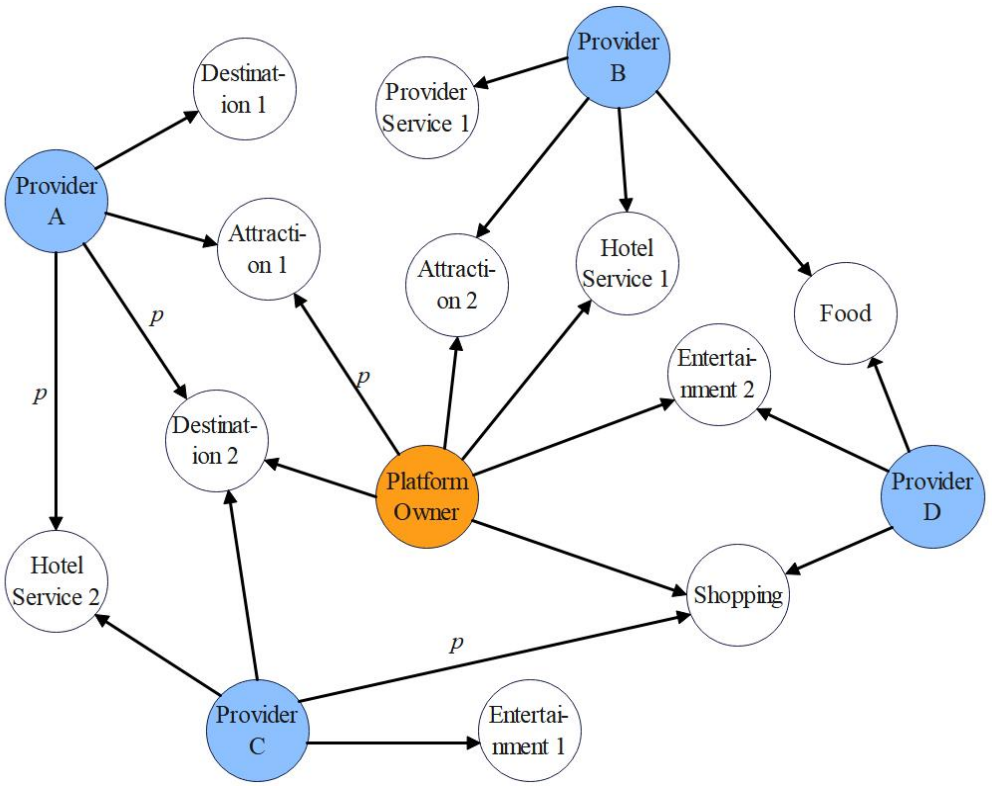 Provider
B
Destinat-
ion 1
Provider
Service 1
Provider
A
Attracti-
on 1
Hotel
Service 1
Attracti-
on 2
Food
p
Entertai-
nment 2
p
p
Destinat-
ion 2
Platform
Owner
Provider
D
Hotel
Service 2
Shopping
p
Provider
C
Entertai-
nment 1